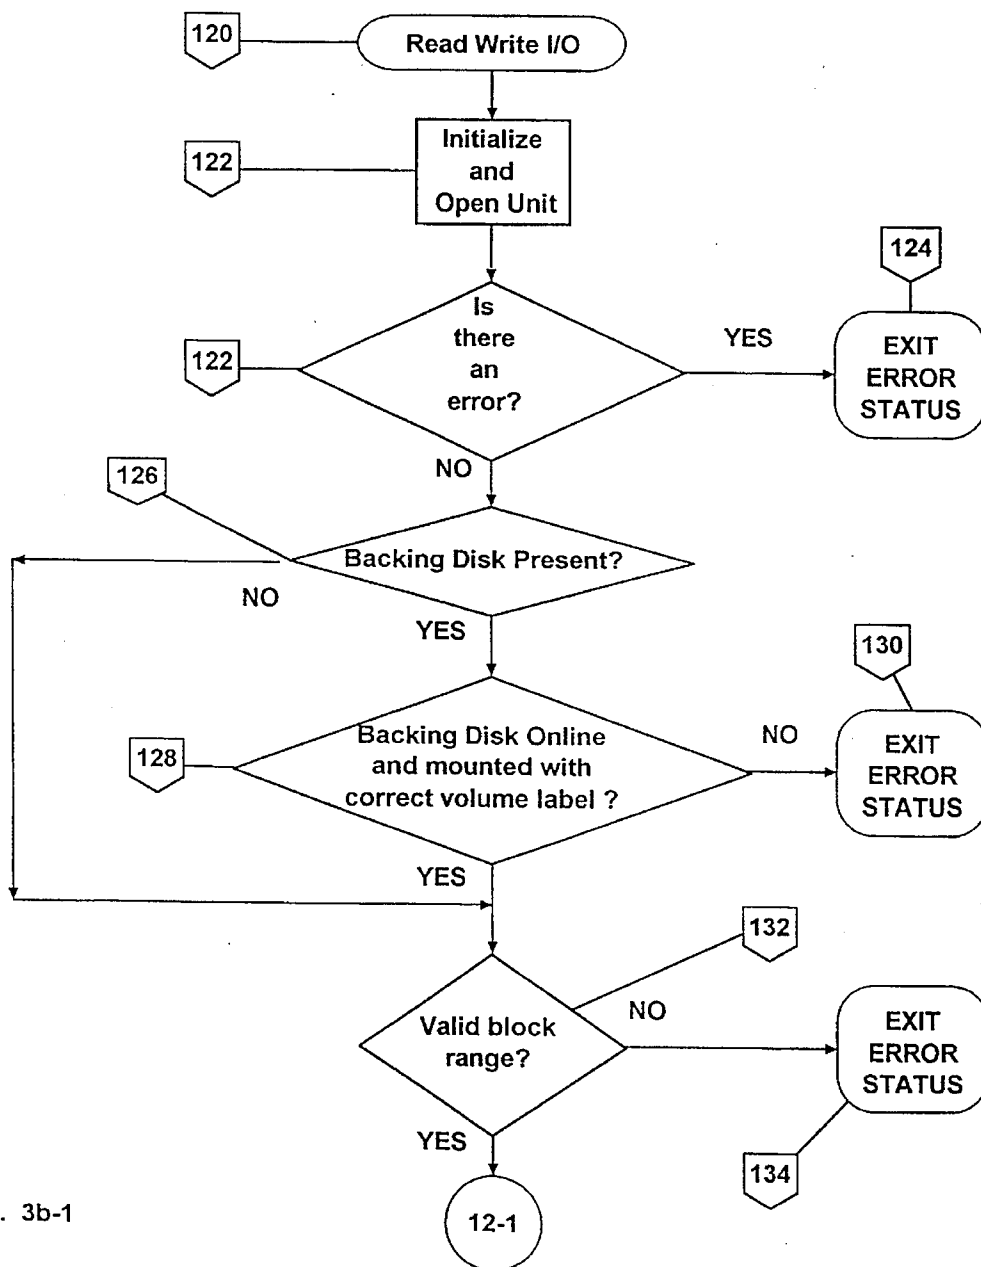 120
Read Write I/O
122
Initialize
and
Open Unit
124
122
Is
there
an
error?
YES
EXIT
ERROR
STATUS
NO
126
Backing Disk Present?
NO
YES
130
128
Backing Disk Online
and mounted with
correct volume label ?
NO
EXIT
ERROR
STATUS
YES
132
Valid block
range?
NO
EXIT
ERROR
STATUS
YES
134
12-1
. 3b-1